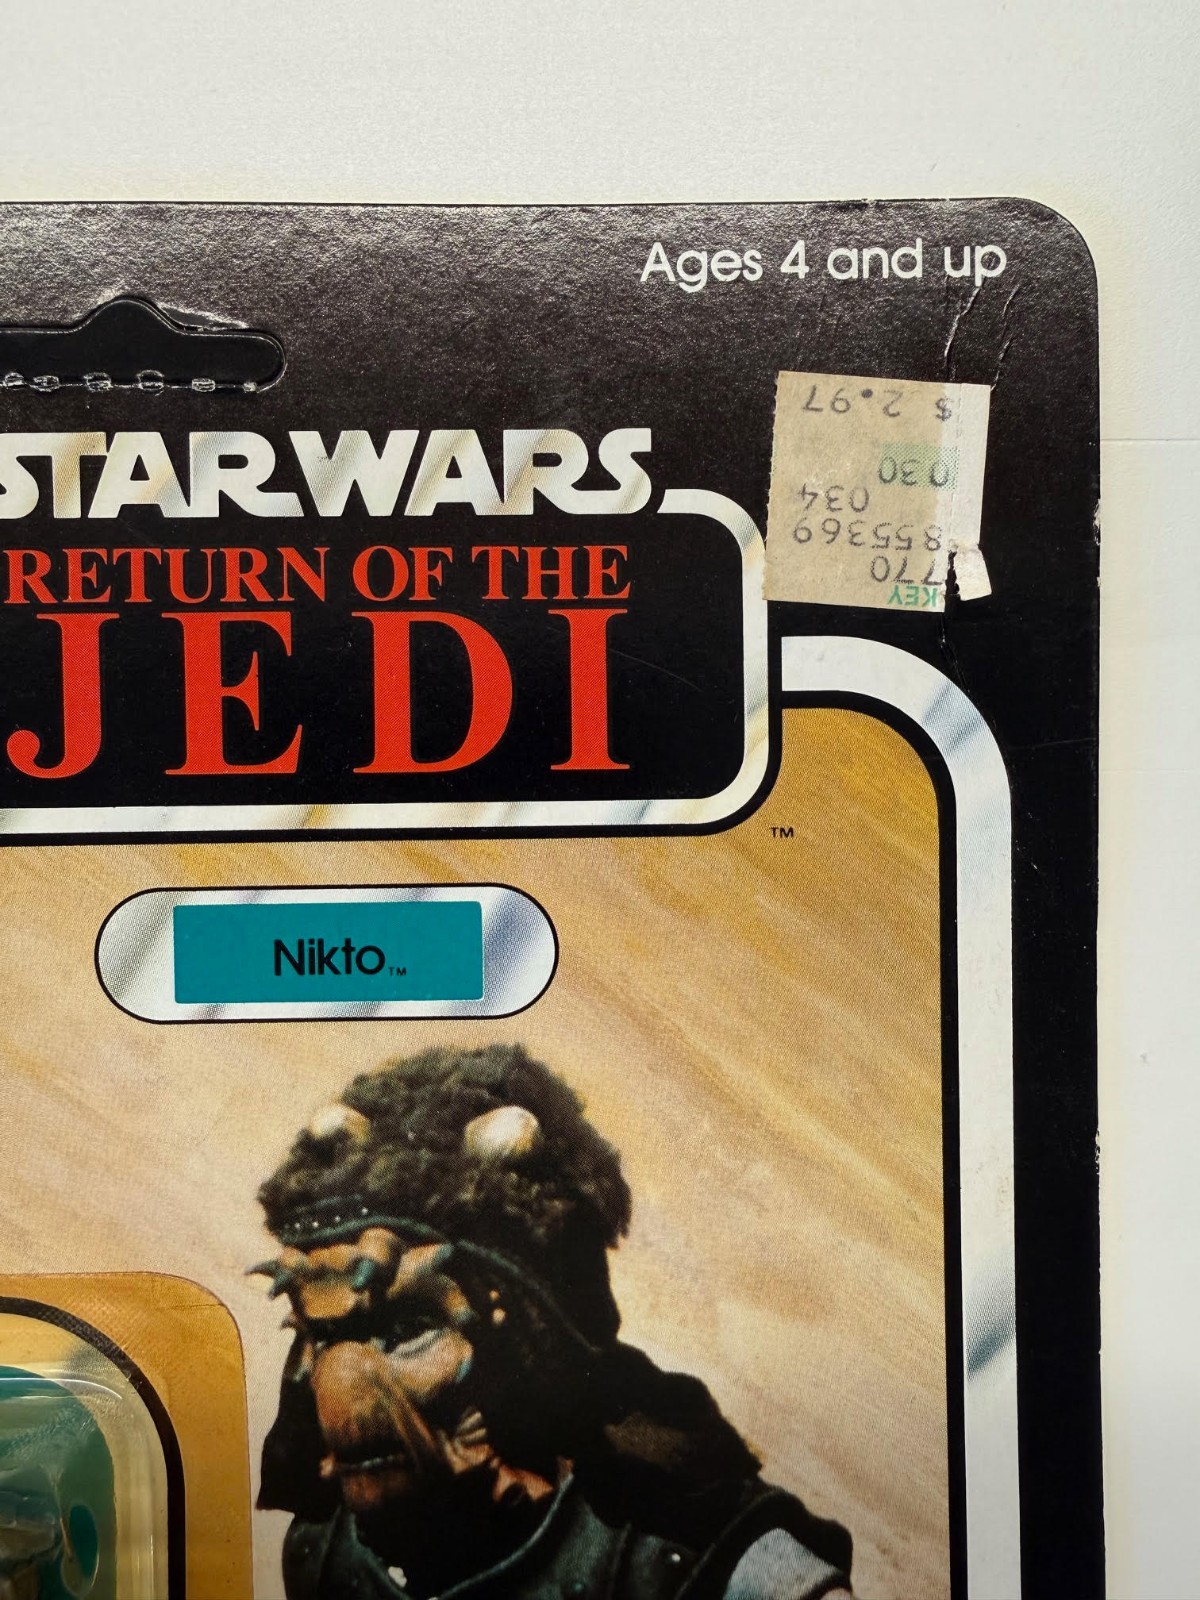 Ages 4 and up
STAR WARS
RETURN OF THE
JEDI
TM
Nikto TM
KEY
770
855369
034
030
$ 2.97